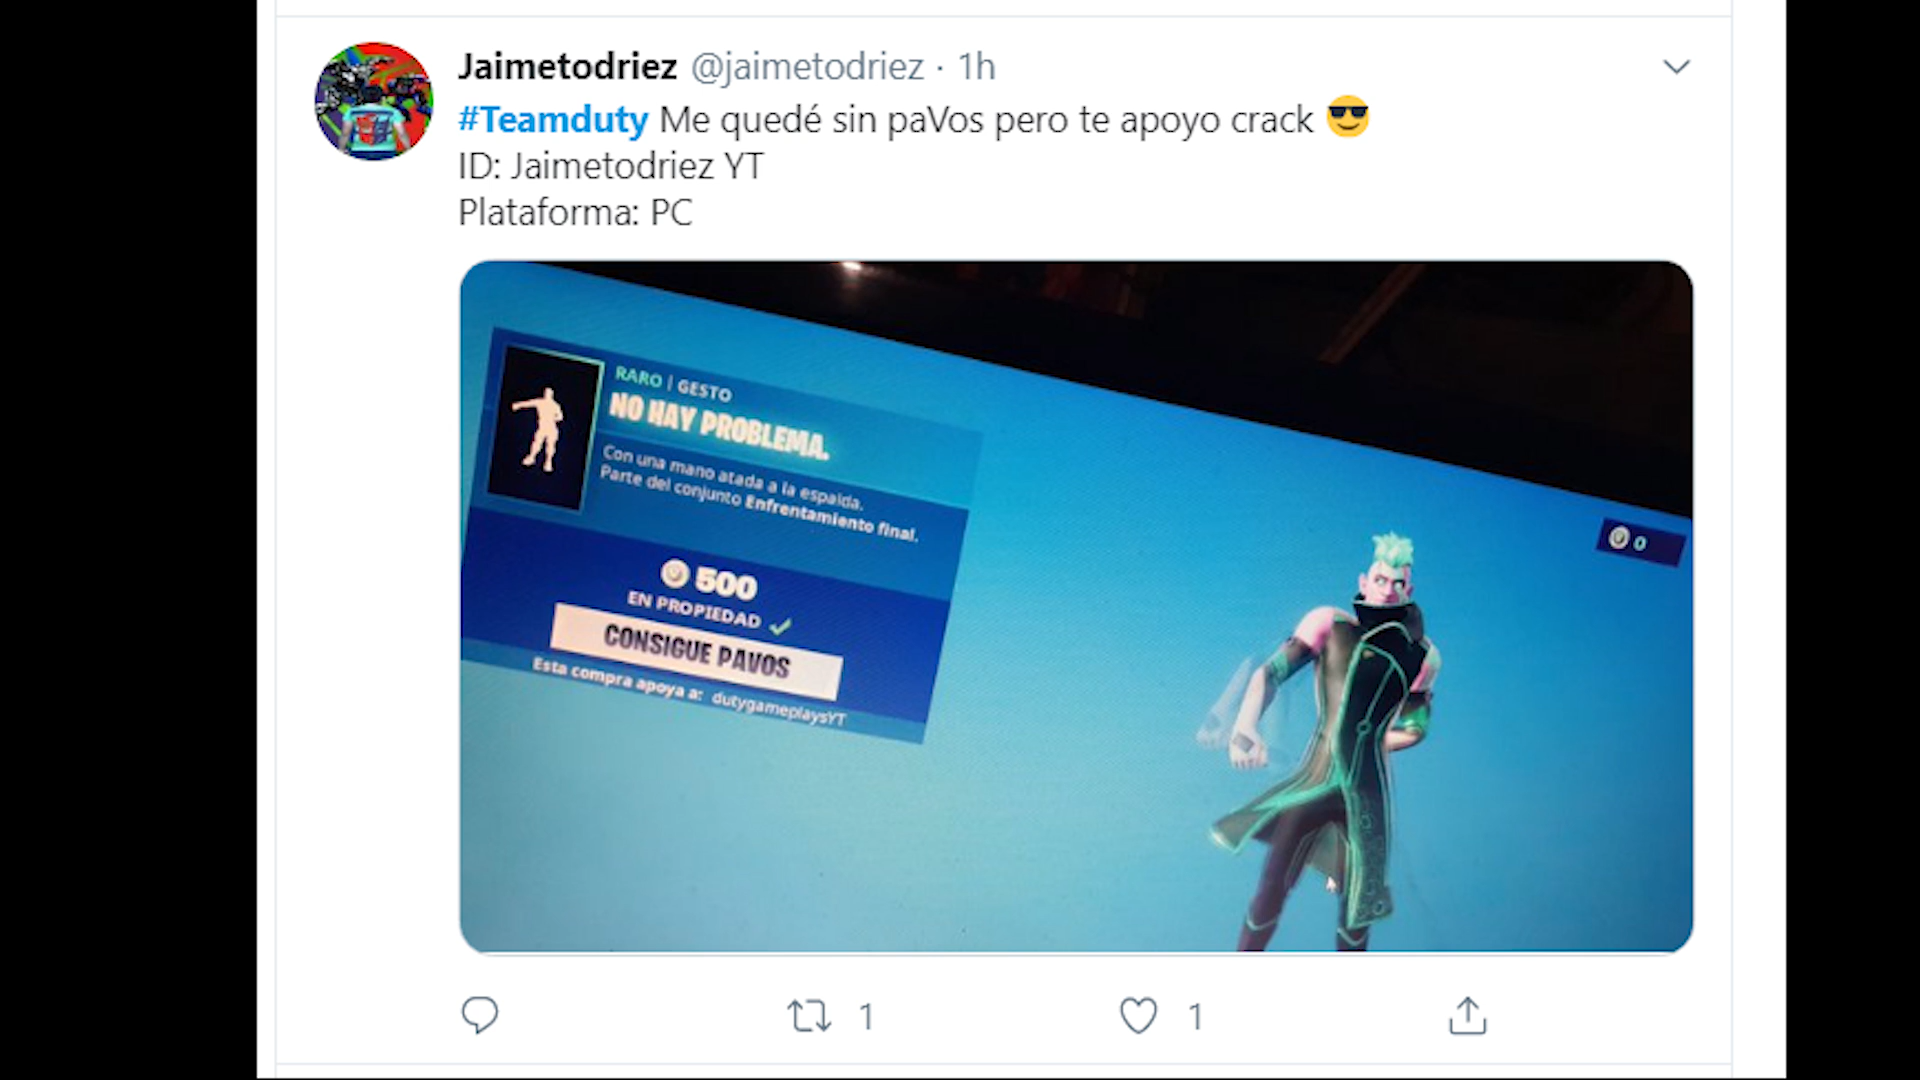 Jaimetodriez @jaimetodriez · 1h
#Teamduty Me quedé sin paVos pero te apoyo crack 😎
ID: Jaimetodriez YT
Plataforma: PC
RARO | GESTO
NO HAY PROBLEMA.
Con una mano atada a la espalda.
Parte del conjunto Enfrentamiento final.
500
EN PROPIEDAD
CONSIGUE PAVOS
Esta compra apoya a: dutygameplaysYT
0
1
1